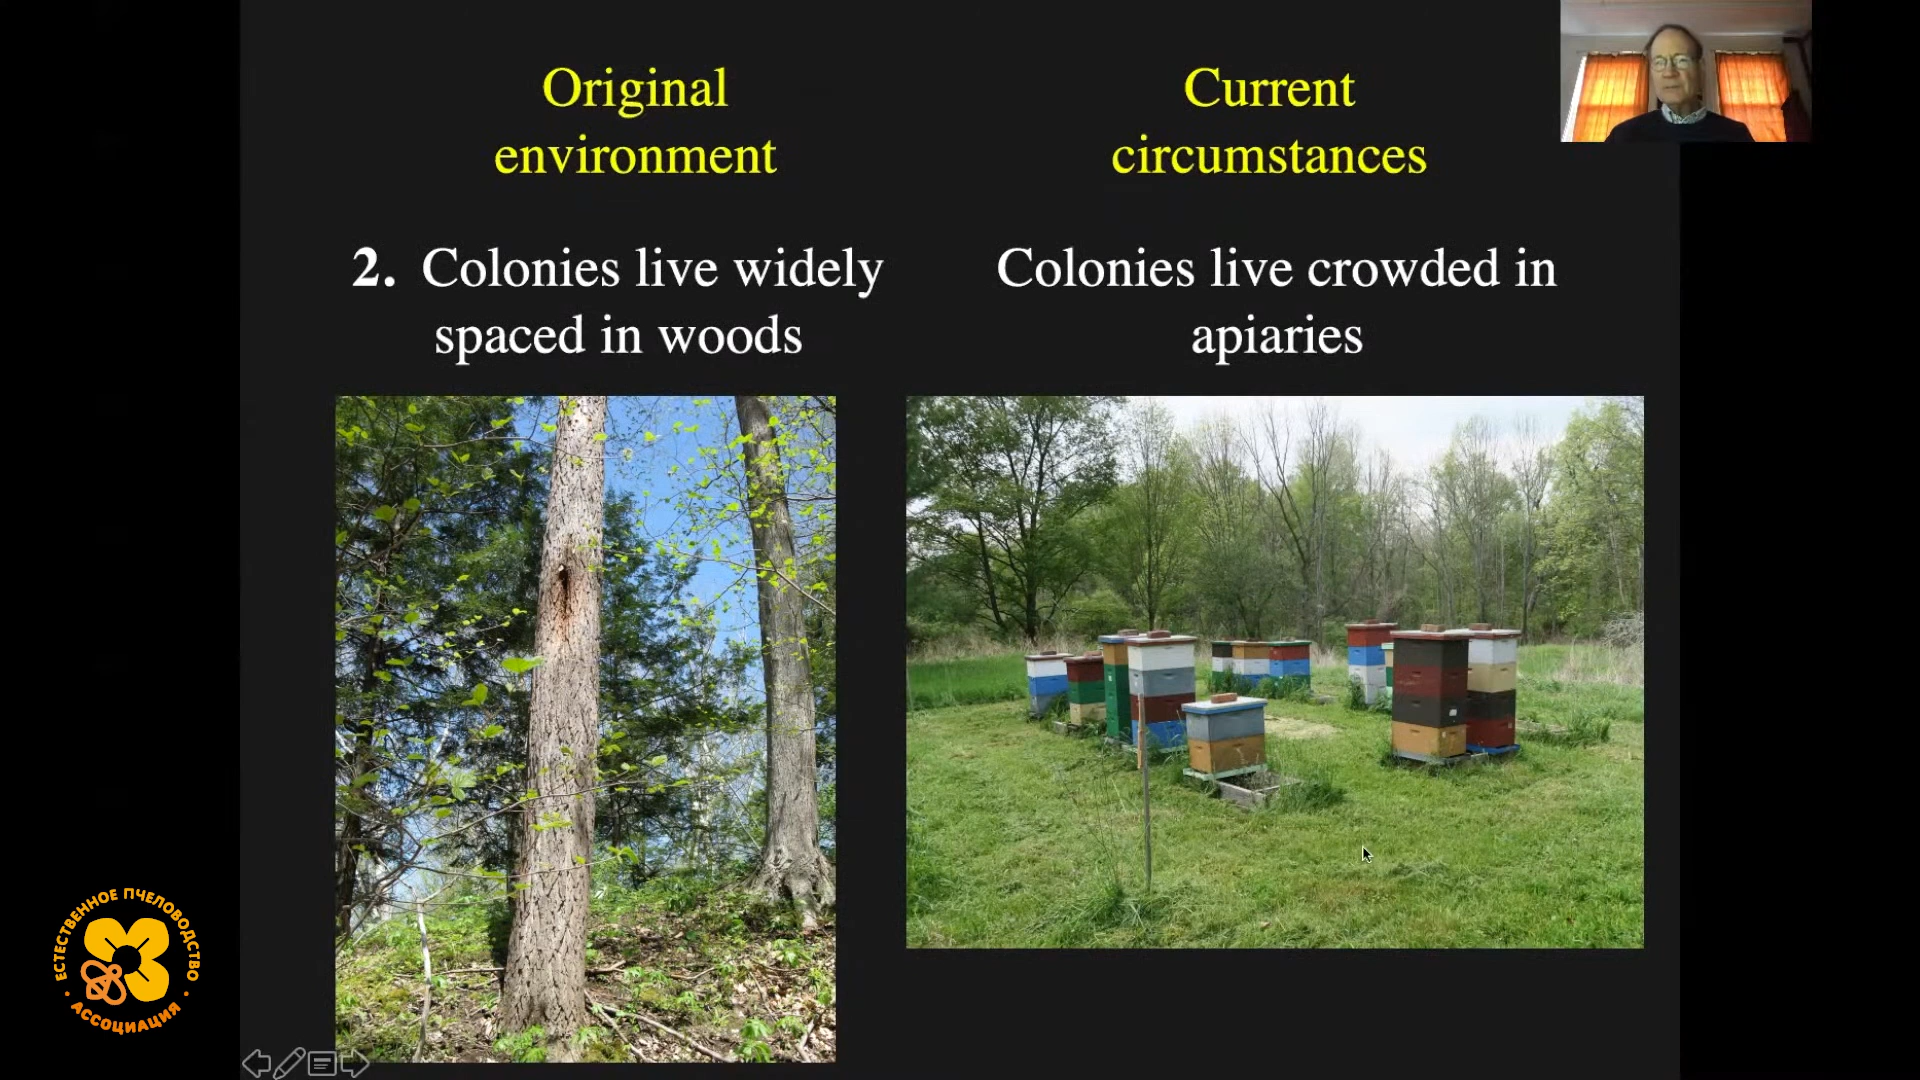 Original
environment
Current
circumstances
2. Colonies live widely
spaced in woods
Colonies live crowded in
apiaries
ЕСТЕСТВЕННОЕ ПЧЕЛОВОДСТВО
• АССОЦИАЦИЯ •